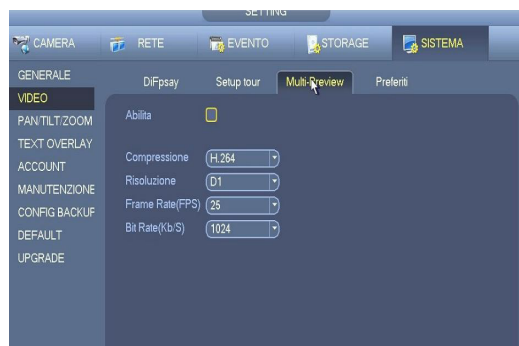 SETTING
CAMERA RETE EVENTO STORAGE SISTEMA
GENERALE
VIDEO
PAN/TILT/ZOOM
TEXT OVERLAY
ACCOUNT
MANUTENZIONE
CONFIG BACKUF
DEFAULT
UPGRADE
DiFpsay Setup tour Multi-Preview Preferiti
Abilita
Compressione H.264
Risoluzione D1
Frame Rate(FPS) 25
Bit Rate(Kb/S) 1024